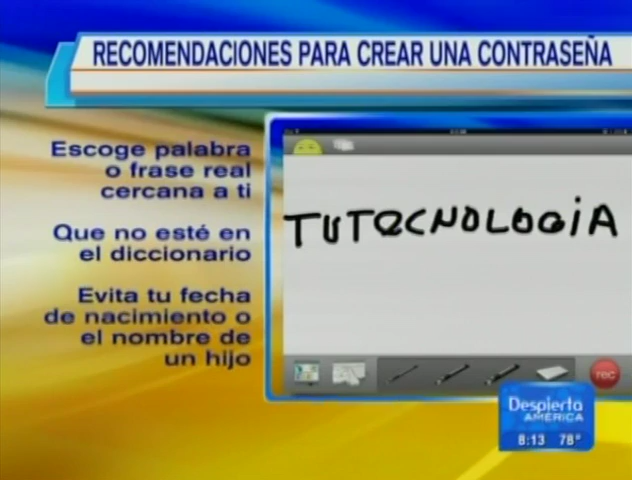 RECOMENDACIONES PARA CREAR UNA CONTRASEÑA
Escoge palabra
o frase real
cercana a ti
Que no esté en
el diccionario
Evita tu fecha
de nacimiento o
el nombre de
un hijo
TUTECNOLOGiA
rec
Despierta
AMÉRICA
8:13 78°